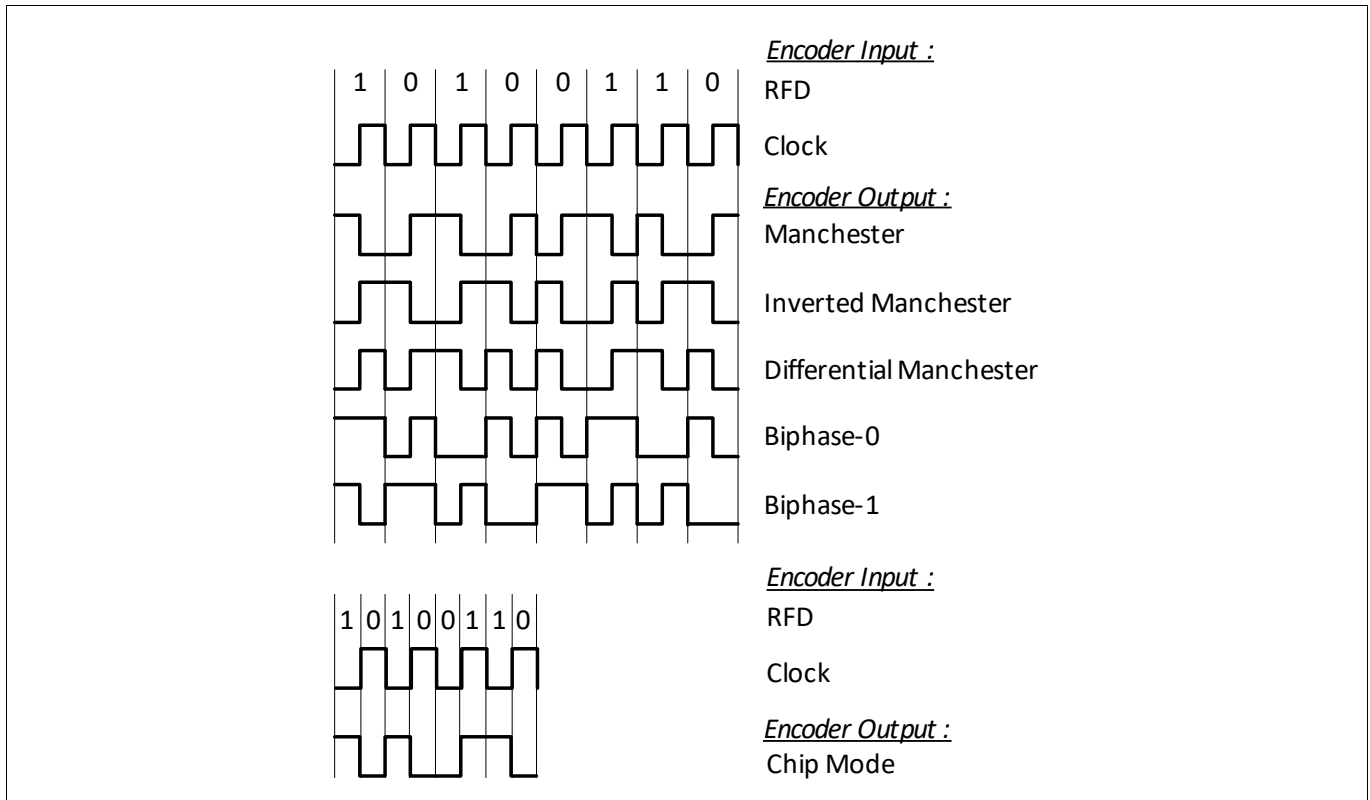 Encoder Input :
1 0 1 0 0 1 1 0 RFD
Clock
Encoder Output :
Manchester
Inverted Manchester
Differential Manchester
Biphase-0
Biphase-1
Encoder Input :
1 0 1 0 0 1 1 0 RFD
Clock
Encoder Output :
Chip Mode